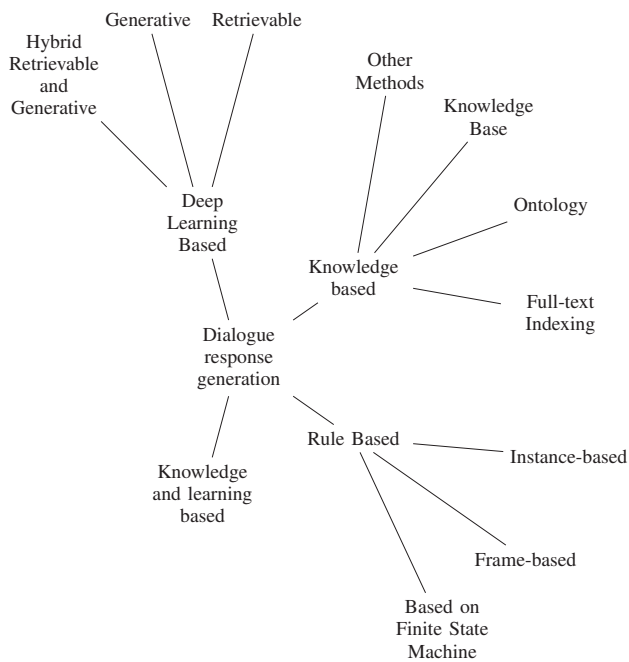 Generative
Retrievable
Hybrid
Retrievable
and
Generative
Other
Methods
Knowledge
Base
Deep
Learning
Based
Ontology
Knowledge
based
Full-text
Indexing
Dialogue
response
generation
Rule Based
Instance-based
Knowledge
and learning
based
Frame-based
Based on
Finite State
Machine